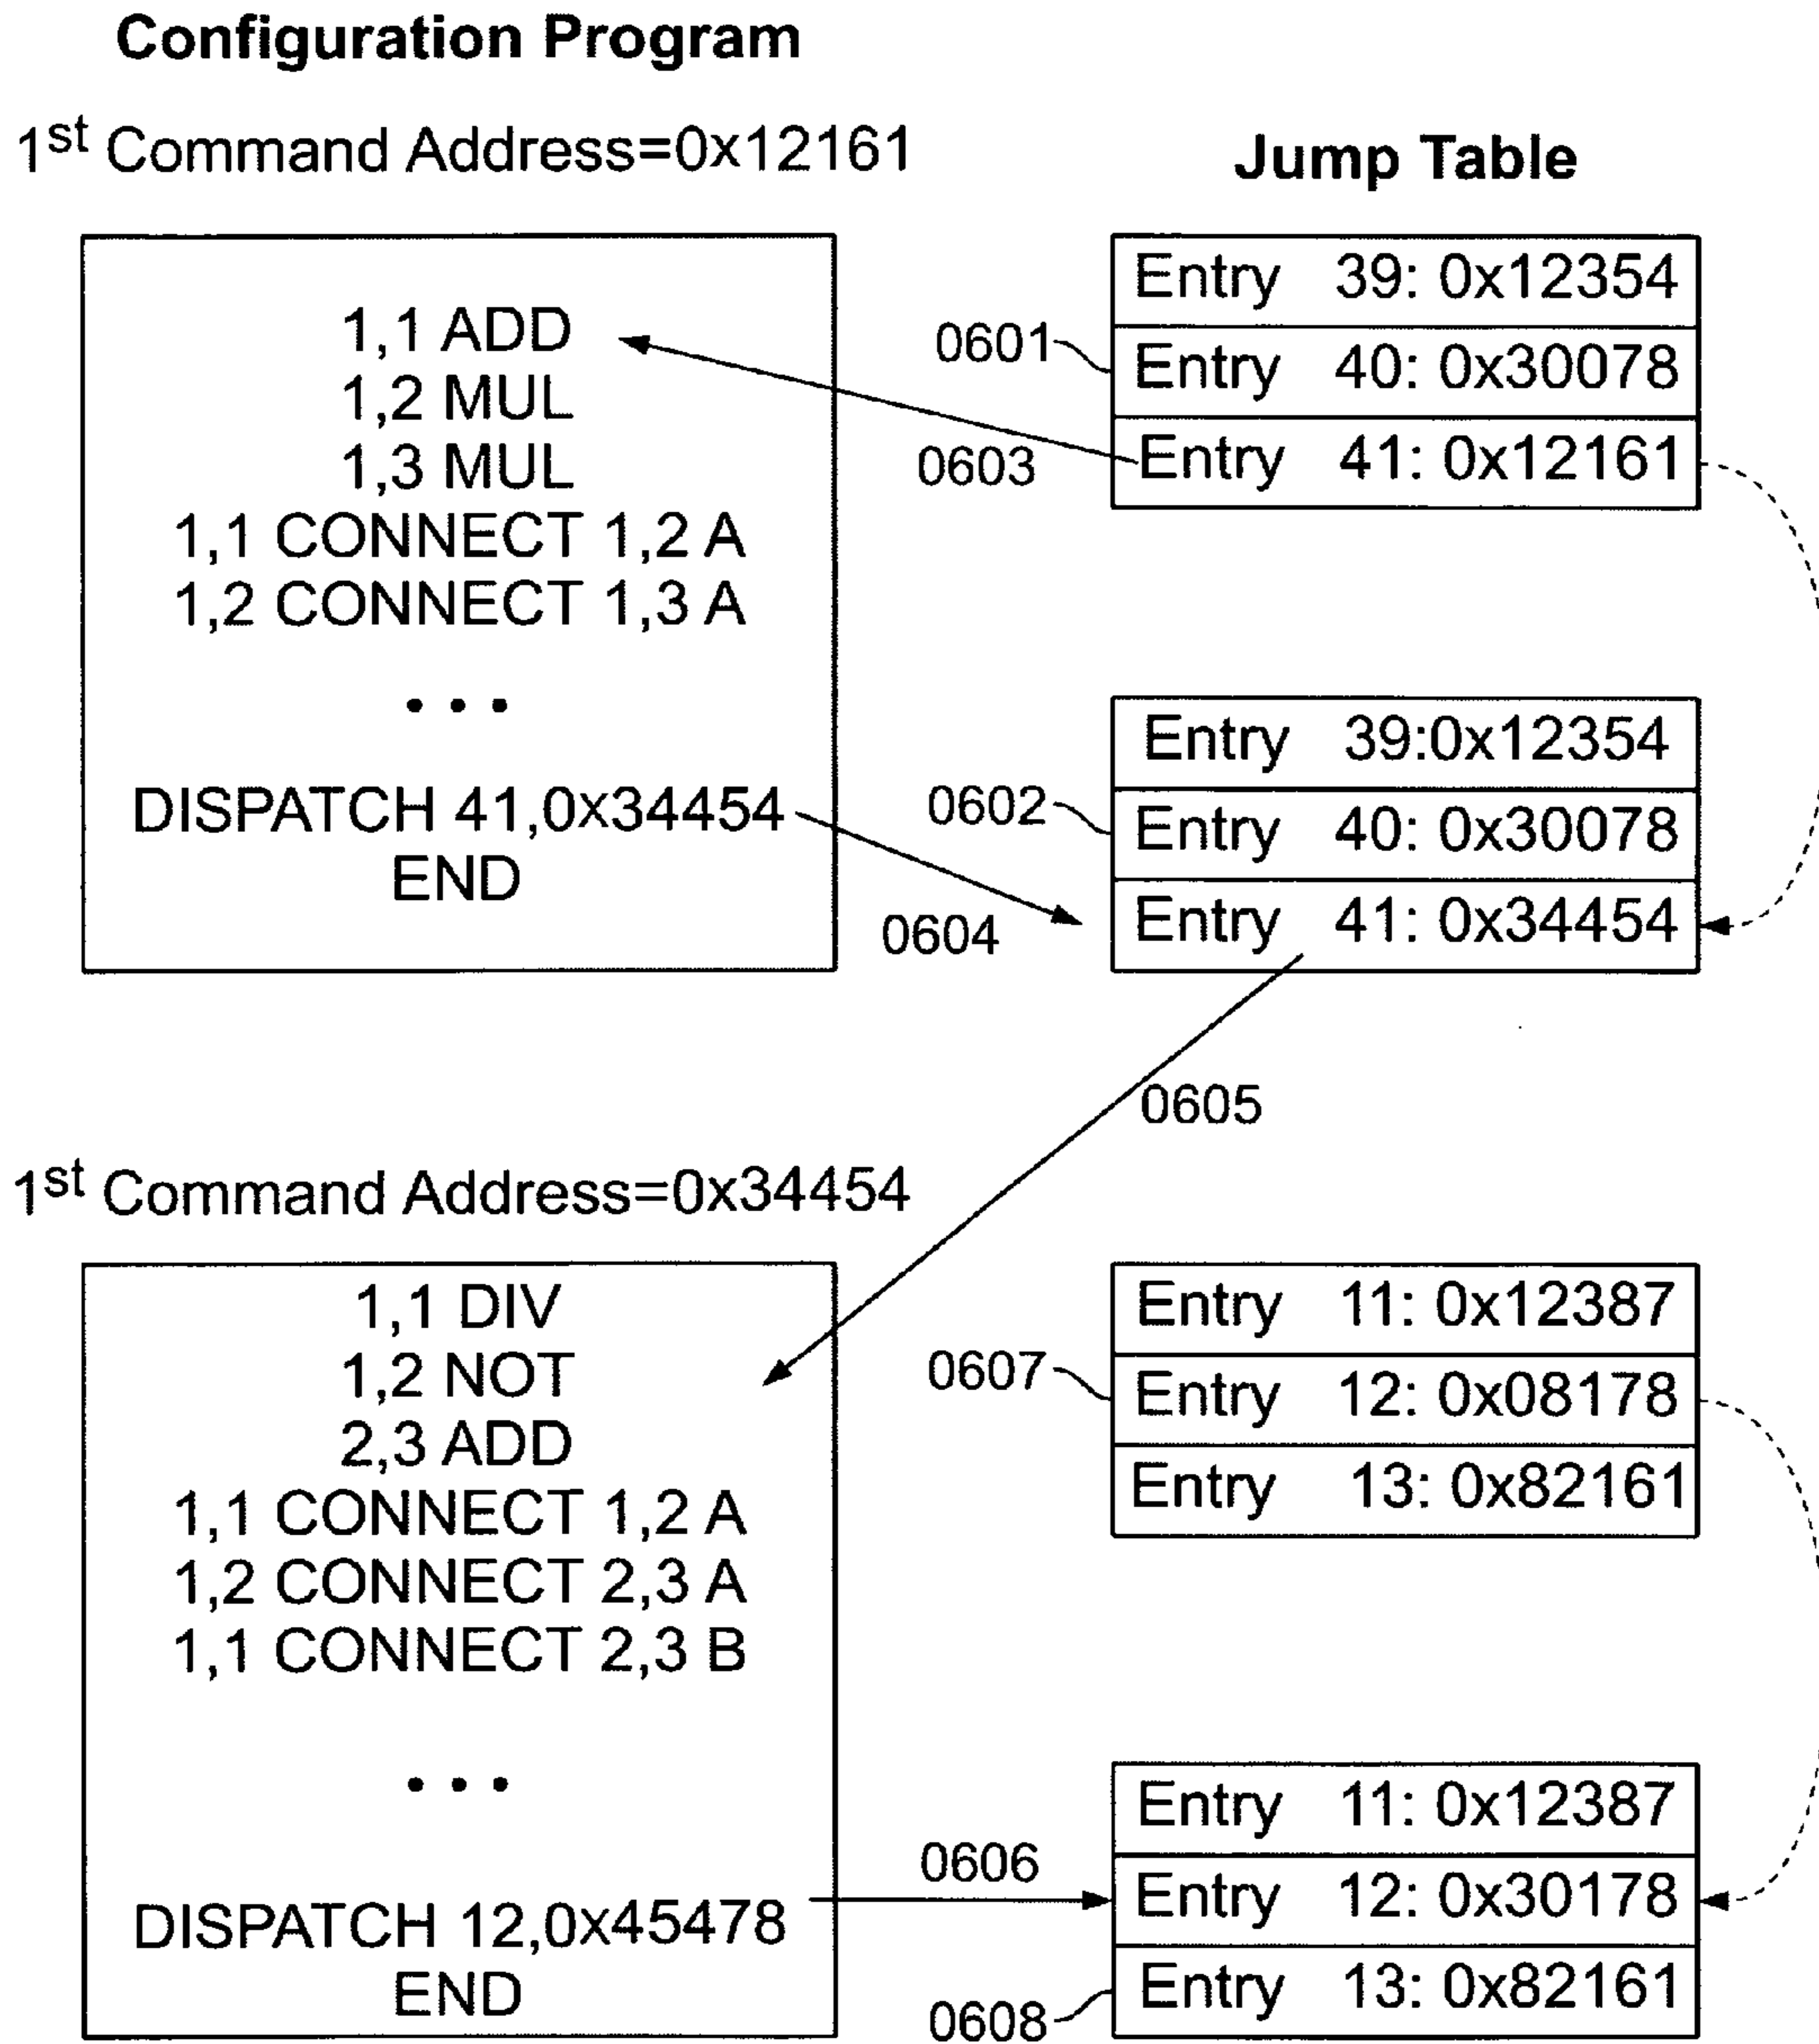 Configuration Program
1st Command Address=0x12161
1,1 ADD
1,2 MUL
1,3 MUL
1,1 CONNECT 1,2 A
1,2 CONNECT 1,3 A
. . .
DISPATCH 41,0x34454
END
Jump Table
Entry 39: 0x12354
0601
Entry 40: 0x30078
0603
Entry 41: 0x12161
Entry 39:0x12354
0602
Entry 40: 0x30078
0604
Entry 41: 0x34454
0605
1st Command Address=0x34454
1,1 DIV
1,2 NOT
2,3 ADD
1,1 CONNECT 1,2 A
1,2 CONNECT 2,3 A
1,1 CONNECT 2,3 B
. . .
DISPATCH 12,0x45478
END
Entry 11: 0x12387
0607
Entry 12: 0x08178
Entry 13: 0x82161
Entry 11: 0x12387
0606
Entry 12: 0x30178
0608
Entry 13: 0x82161